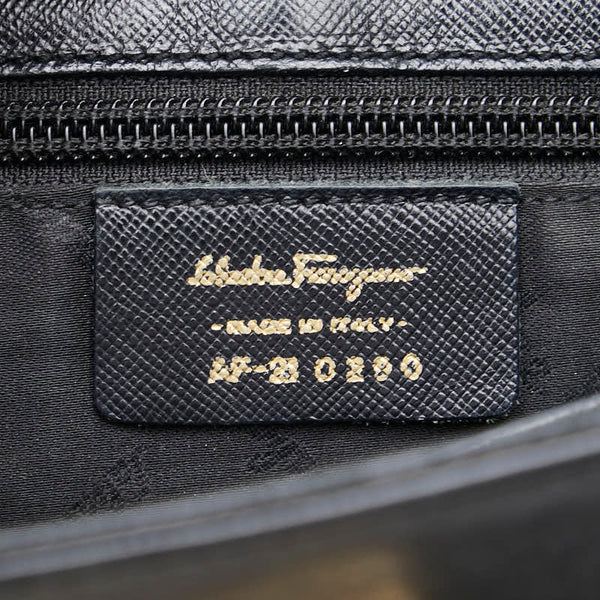 Salvatore Ferragamo
- MADE IN ITALY -
AF-21 0290